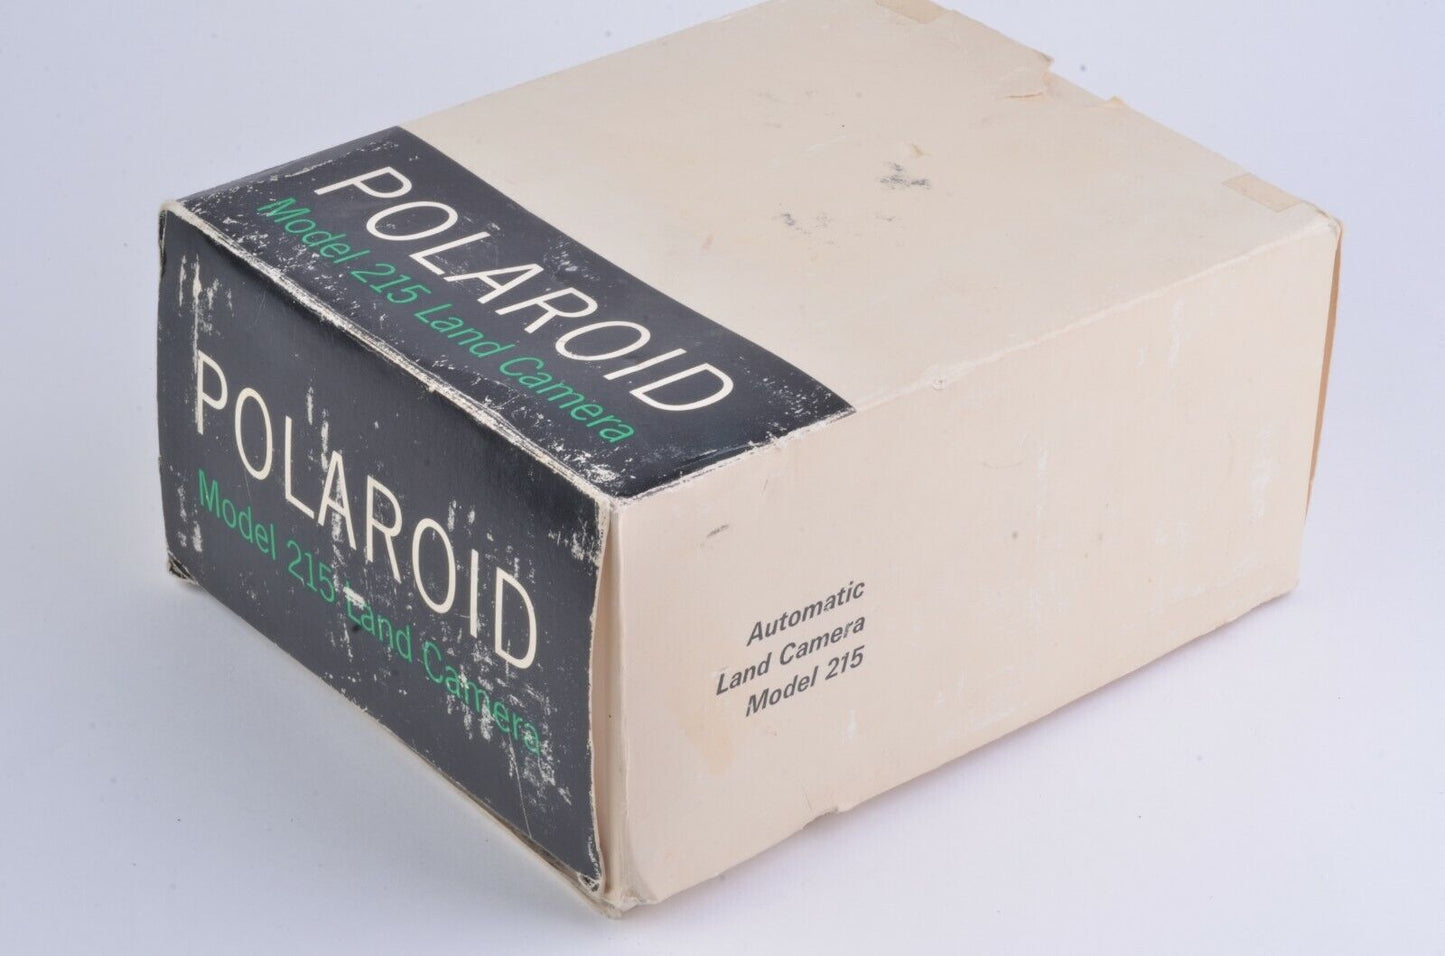 POLAROID
Model 215 Land Camera
POLAROID
Model 215 Land Camera
Automatic
Land Camera
Model 215